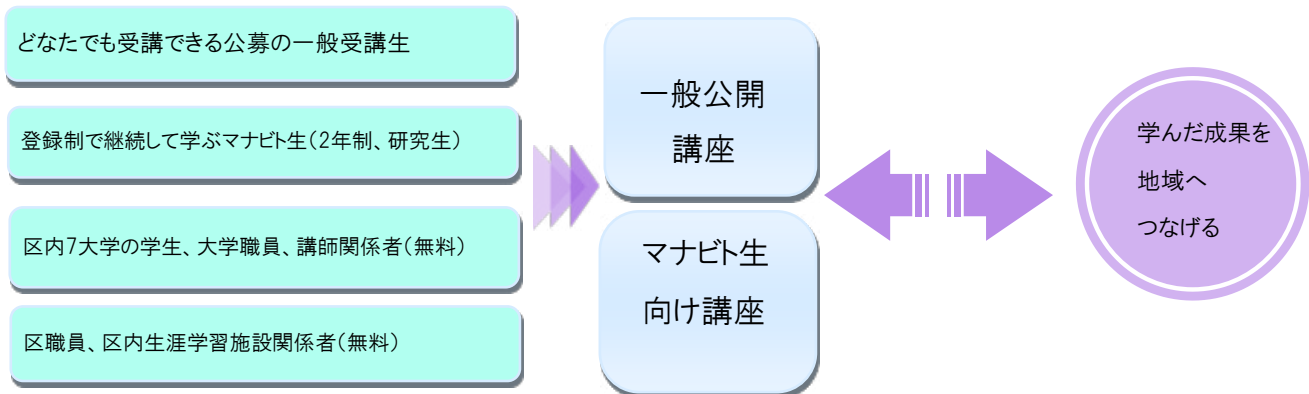 どなたでも受講できる公募の一般受講生
登録制で継続して学ぶマナビト生(2年制、研究生)
区内7大学の学生、大学職員、講師関係者(無料)
区職員、区内生涯学習施設関係者(無料)
一般公開
講座
マナビト生
向け講座
学んだ成果を
地域へ
つなげる